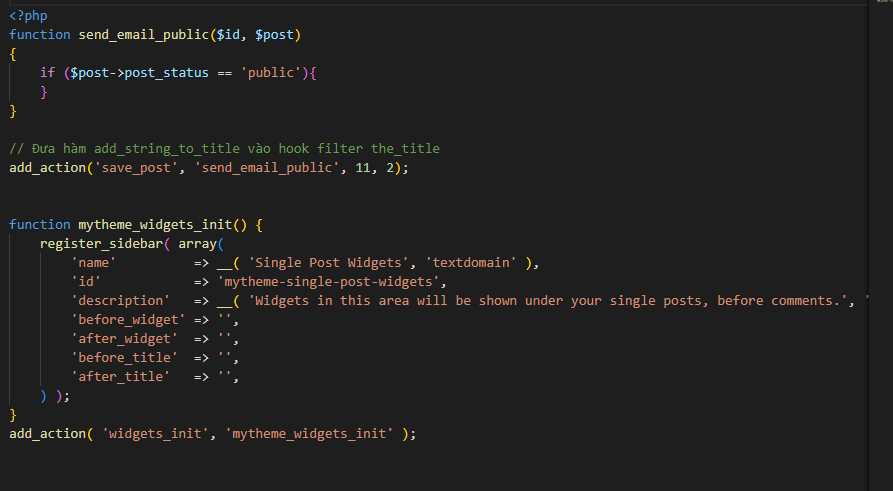 <?php
function send_email_public($id, $post)
{
    if ($post->post_status == 'public'){
    }
}
// Đưa hàm add_string_to_title vào hook filter the_title
add_action('save_post', 'send_email_public', 11, 2);
function mytheme_widgets_init() {
    register_sidebar( array(
        'name'          => __( 'Single Post Widgets', 'textdomain' ),
        'id'            => 'mytheme-single-post-widgets',
        'description'   => __( 'Widgets in this area will be shown under your single posts, before comments.', '
        'before_widget' => '',
        'after_widget'  => '',
        'before_title'  => '',
        'after_title'   => '',
    ) );
}
add_action( 'widgets_init', 'mytheme_widgets_init' );